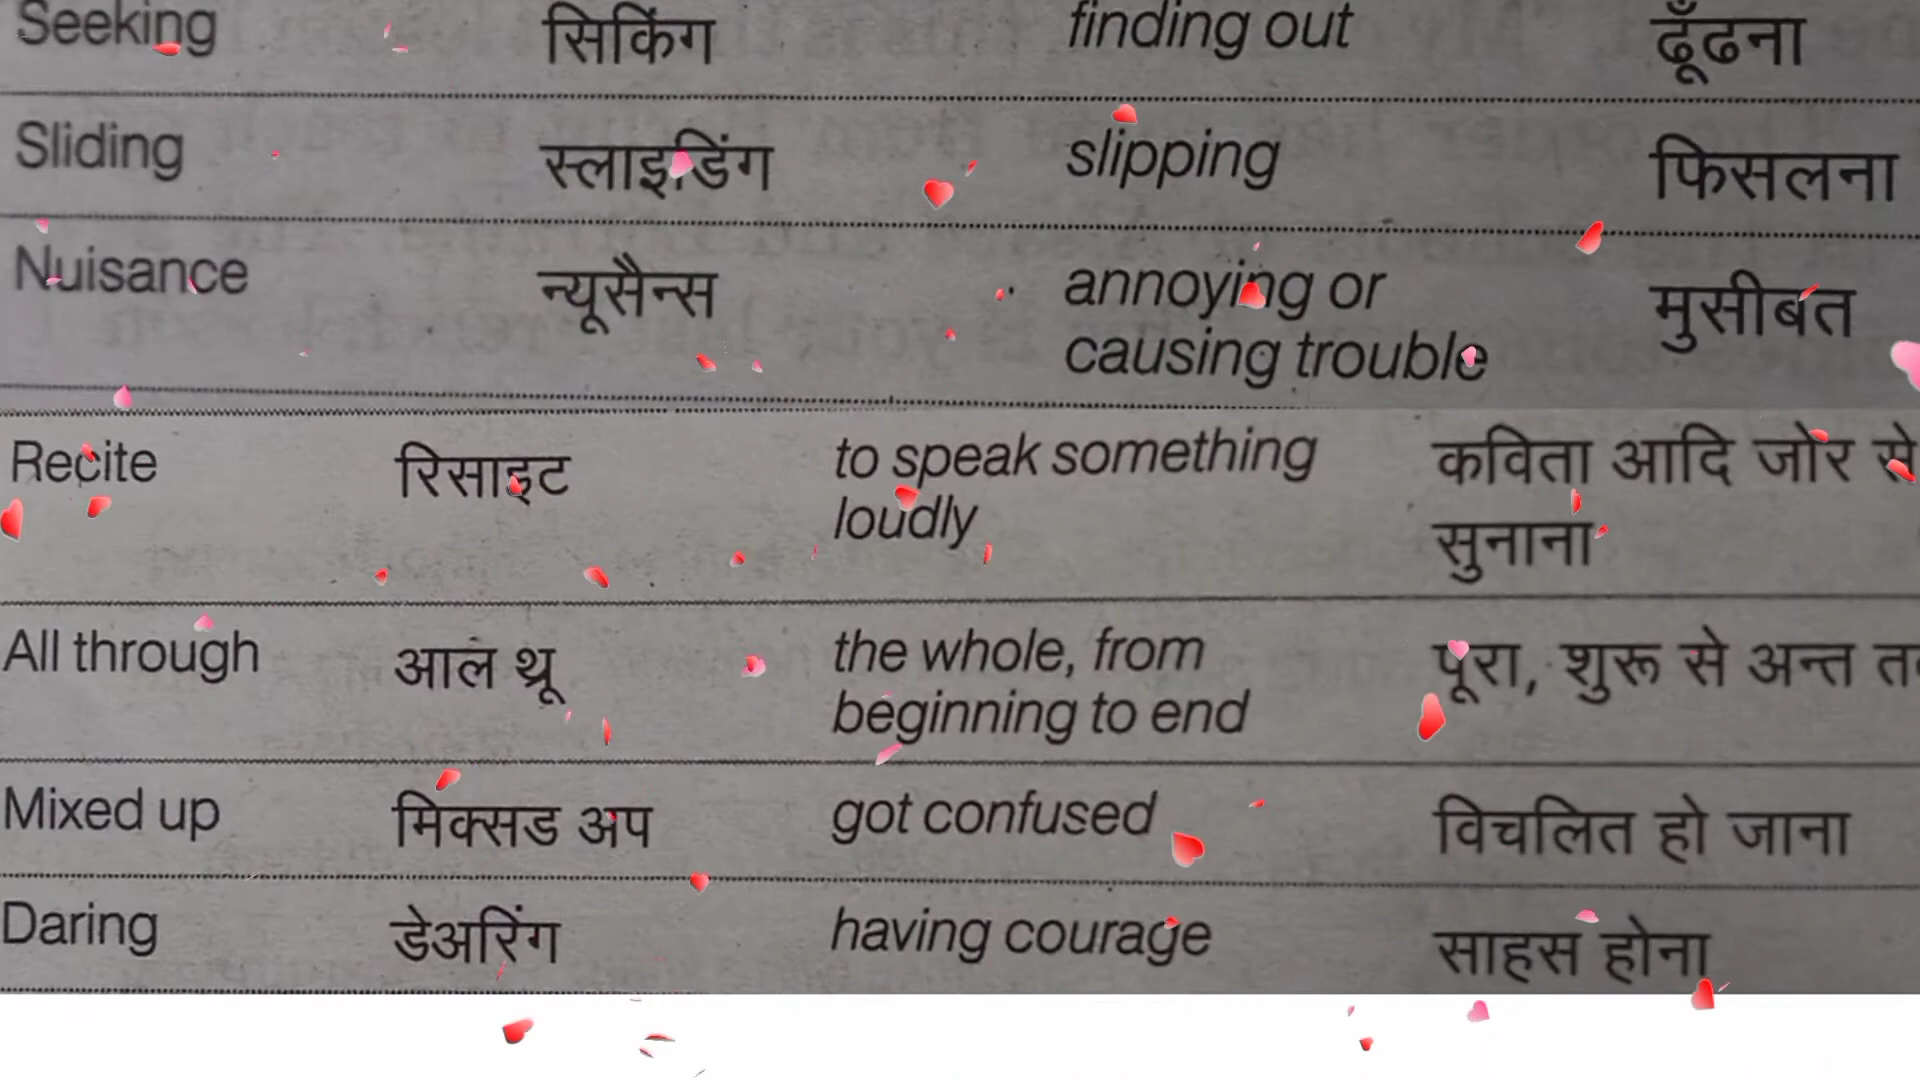 Seeking सिकिंग finding out ढूँढना
Sliding स्लाइडिंग slipping फिसलना
Nuisance न्यूसैन्स annoying or मुसीबत
causing trouble
Recite रिसाइट to speak something कविता आदि जोर से
loudly सुनाना
All through आल थ्रू the whole, from पूरा, शुरू से अन्त
beginning to end
Mixed up मिक्सड अप got confused विचलित हो जाना
Daring डेअरिंग having courage साहस होना